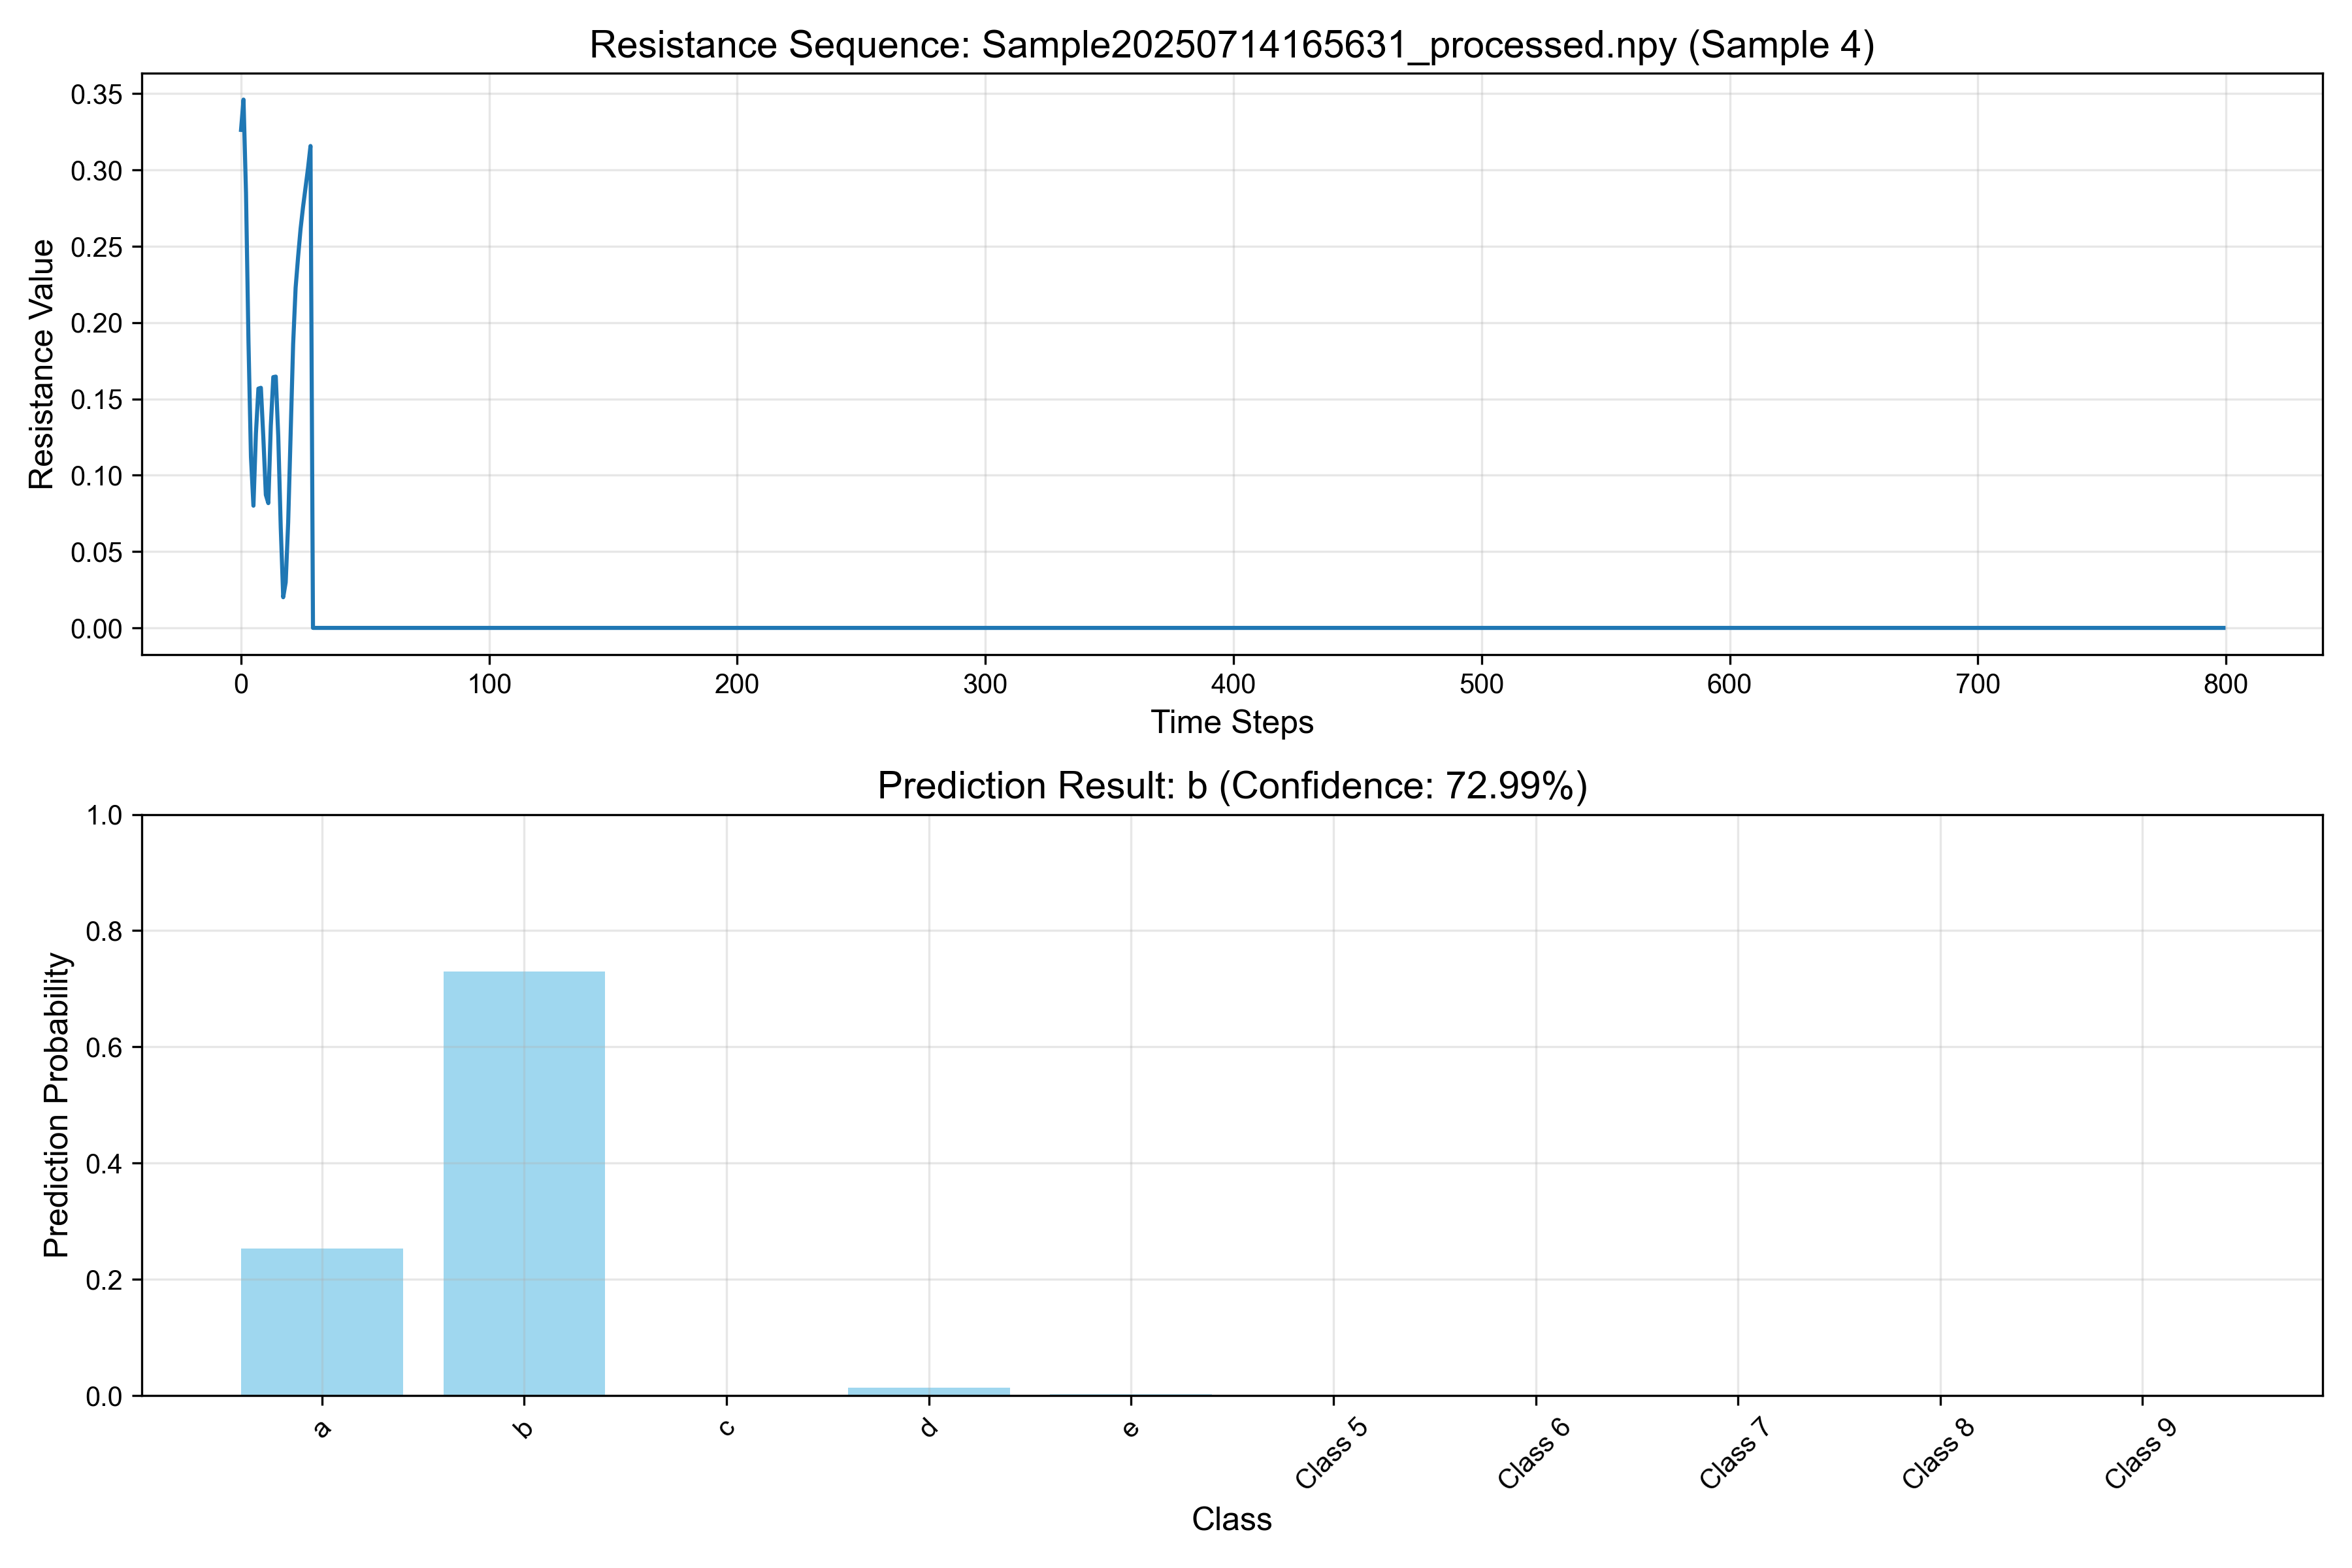 Resistance Sequence: Sample20250714165631_processed.npy (Sample 4)
Resistance Value
0.35
0.30
0.25
0.20
0.15
0.10
0.05
0.00
0 100 200 300 400 500 600 700 800
Time Steps
Prediction Result: b (Confidence: 72.99%)
Prediction Probability
1.0
0.8
0.6
0.4
0.2
0.0
a b c d e Class 5 Class 6 Class 7 Class 8 Class 9
Class